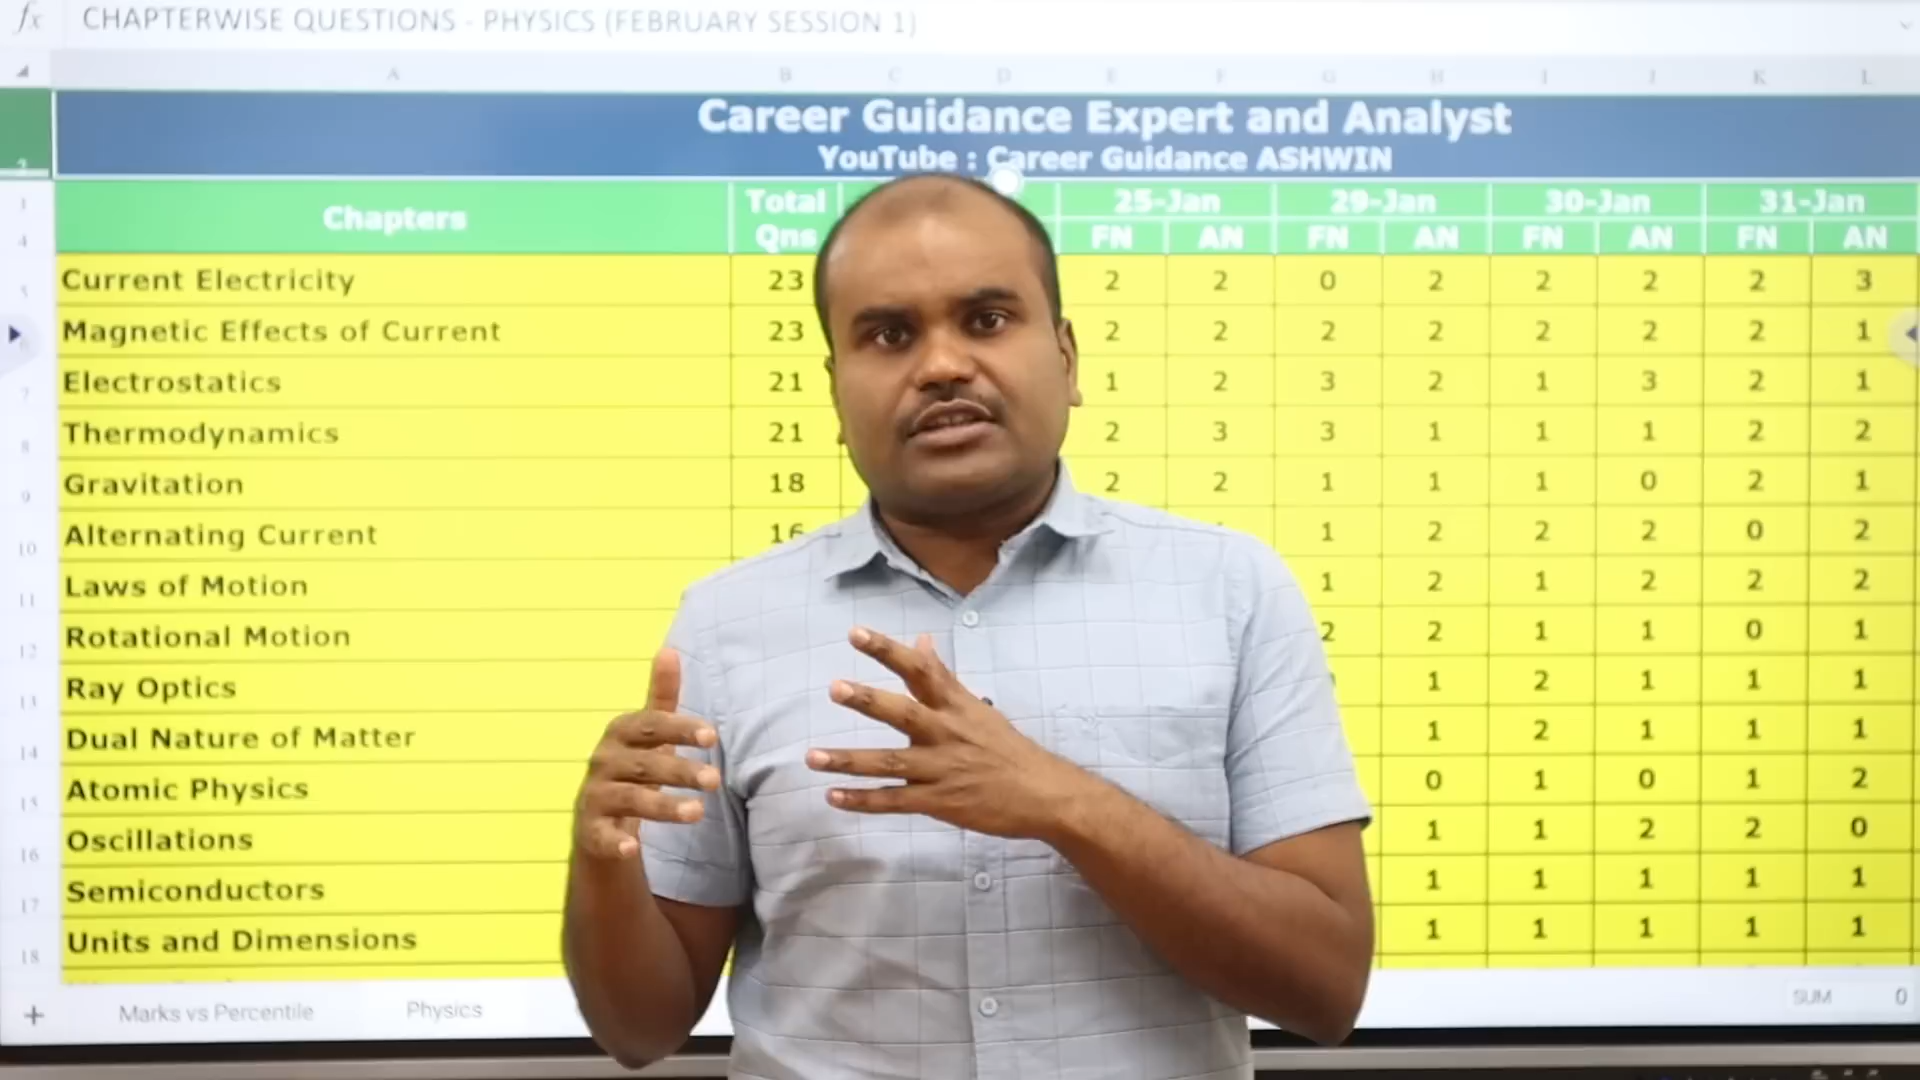 fx CHAPTERWISE QUESTIONS - PHYSICS (FEBRUARY SESSION 1)
A B C D E F G H I J K L
Career Guidance Expert and Analyst
YouTube : Career Guidance ASHWIN
Chapters Total Qns 25-Jan 29-Jan 30-Jan 31-Jan
FN AN FN AN FN AN FN AN
Current Electricity 23 2 2 0 2 2 2 2 3
Magnetic Effects of Current 23 2 2 2 2 2 2 2 1
Electrostatics 21 1 2 3 2 1 3 2 1
Thermodynamics 21 2 3 3 1 1 1 2 2
Gravitation 18 2 2 1 1 1 0 2 1
Alternating Current 16 1 2 2 2 0 2
Laws of Motion 1 2 1 2 2 2
Rotational Motion 2 2 1 1 0 1
Ray Optics 1 2 1 1 1
Dual Nature of Matter 1 2 1 1 1
Atomic Physics 0 1 0 1 2
Oscillations 1 1 2 2 0
Semiconductors 1 1 1 1 1
Units and Dimensions 1 1 1 1 1
+ Marks vs Percentile Physics SUM 0